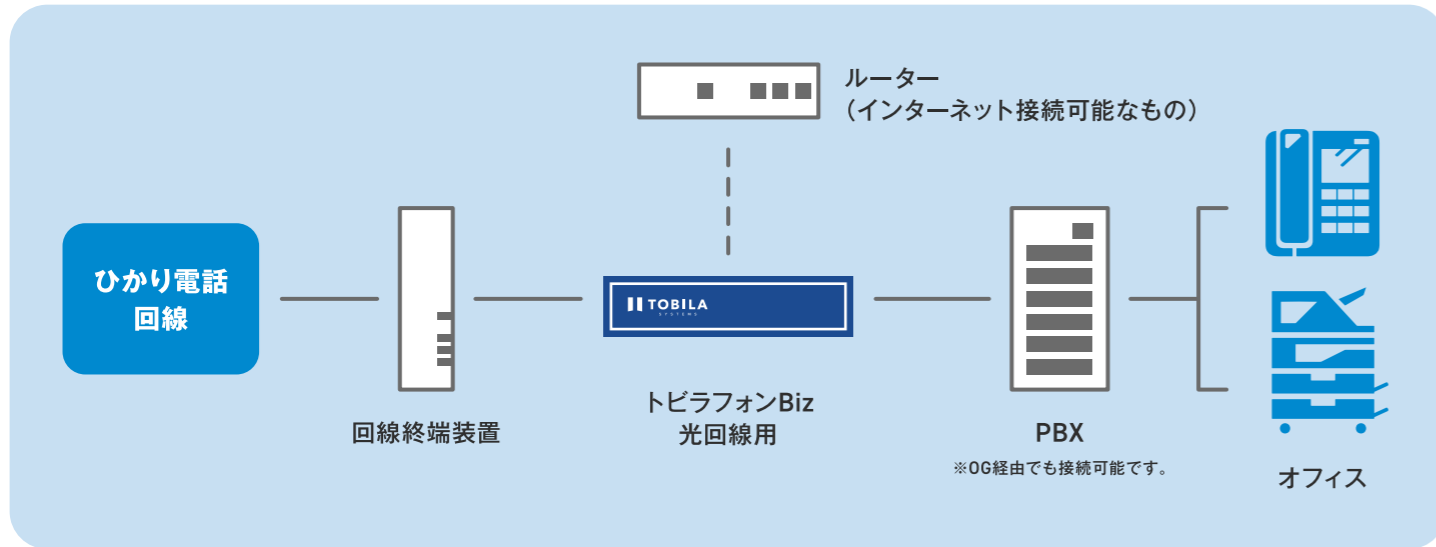 ルーター
（インターネット接続可能なもの）
ひかり電話
回線
TOBILA
SYSTEMS
回線終端装置
トビラフォンBiz
光回線用
PBX
※OG経由でも接続可能です。
オフィス